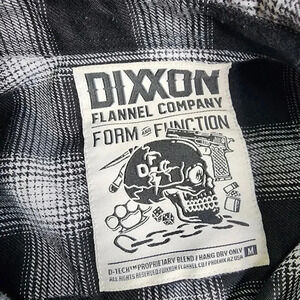 DIXXON
FLANNEL COMPANY
FORM AND FUNCTION
D-TECH™ PROPRIETARY BLEND / HANG DRY ONLY M
ALL RIGHTS RESERVED / DIXXON FLANNEL CO. / PHOENIX AZ USA